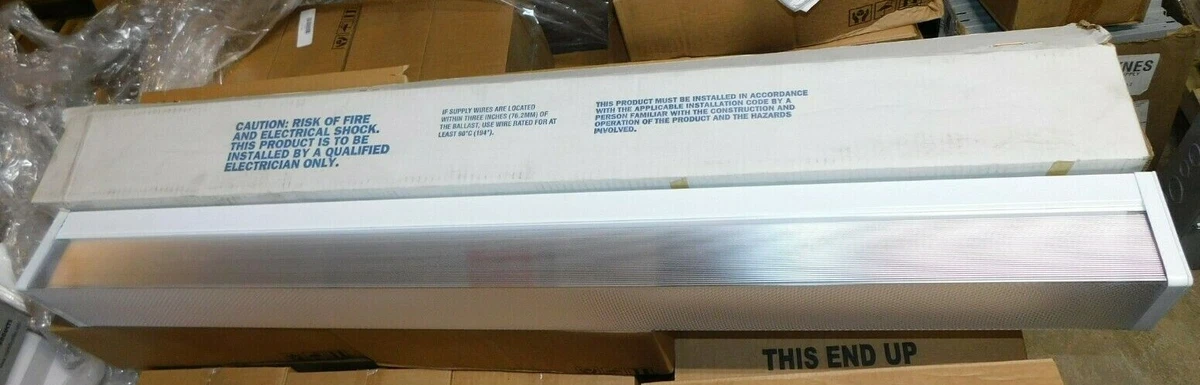 CAUTION: RISK OF FIRE
AND ELECTRICAL SHOCK.
THIS PRODUCT IS TO BE
INSTALLED BY A QUALIFIED
ELECTRICIAN ONLY.
IF SUPPLY WIRES ARE LOCATED
WITHIN THREE INCHES (76.2MM) OF
THE BALLAST, USE WIRE RATED FOR AT
LEAST 90°C (194°).
THIS PRODUCT MUST BE INSTALLED IN ACCORDANCE
WITH THE APPLICABLE INSTALLATION CODE BY A
PERSON FAMILIAR WITH THE CONSTRUCTION AND
OPERATION OF THE PRODUCT AND THE HAZARDS
INVOLVED.
NES
THIS END UP